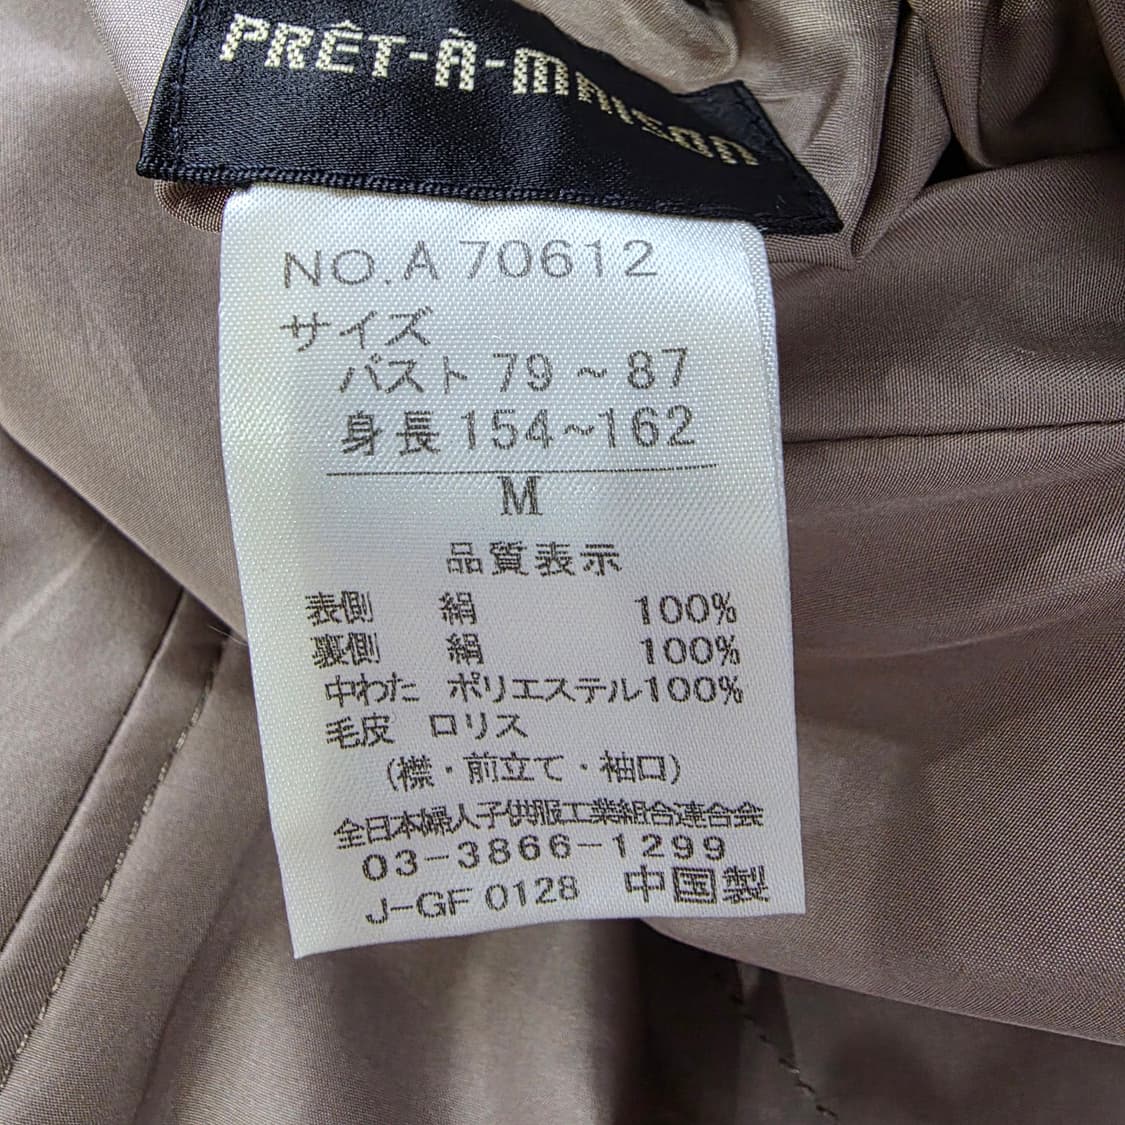 PRÊT-À-MAISON
NO.A 70612
サイズ
バスト 79 ~ 87
身長 154~162
M
品質表示
表側 絹 100%
裏側 絹 100%
中わた ポリエステル100%
毛皮 ロリス
(襟・前立て・袖口)
全日本婦人子供服工業組合連合会
03-3866-1299
J-GF 0128 中国製